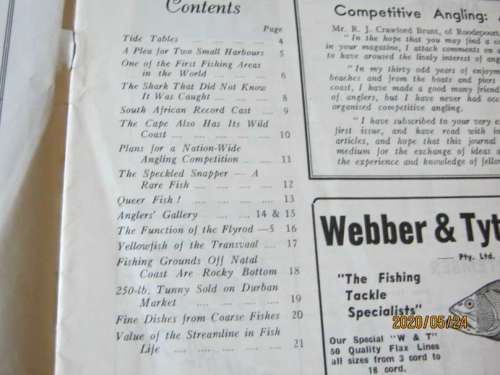 Contents
Page
Tide Tables ... ... ... ... 4
A Plea for Two Small Harbours 5
One of the First Fishing Areas
in the World ... ... ... 6
The Shark That Did Not Know
It Was Caught ... ... ... 8
South African Record Cast ... 9
The Cape Also Has Its Wild
Coast ... ... ... ... 10
Plans for a Nation-Wide
Angling Competition ... ... 11
The Speckled Snapper — A
Rare Fish ... ... ... 12
Queer Fish! ... ... ... 13
Anglers' Gallery ... ... 14 & 15
The Function of the Flyrod—5 16
Yellowfish of the Transvaal ... 17
Fishing Grounds Off Natal
Coast Are Rocky Bottom 18
250-lb. Tunny Sold on Durban
Market ... ... ... ... 19
Fine Dishes from Coarse Fishes 20
Value of the Streamline in Fish
Life ... ... ... ... 21
Competitive Angling:
Mr. R. J. Crawford Brunt, of Roodepoort,
"In the hope that you may find a
in your magazine, I attach comments on
to have aroused the lively interest of
"In my thirty odd years of enjoym
beaches and from the boats and piers
coast, I have made a good many friend
of anglers, but I have never had oc
organised competitive angling.
"I have subscribed to your very e
first issue, and have read with
articles, and hope that this journal
medium for the exchange of ideas a
the experience and knowledge of fellow
Webber & Tyt
Pty. Ltd.
"The Fishing
Tackle
Specialists"
Our Special "W & T"
50 Quality Flax Lines
all sizes from 3 cord to
18 cord.
2020/05/24